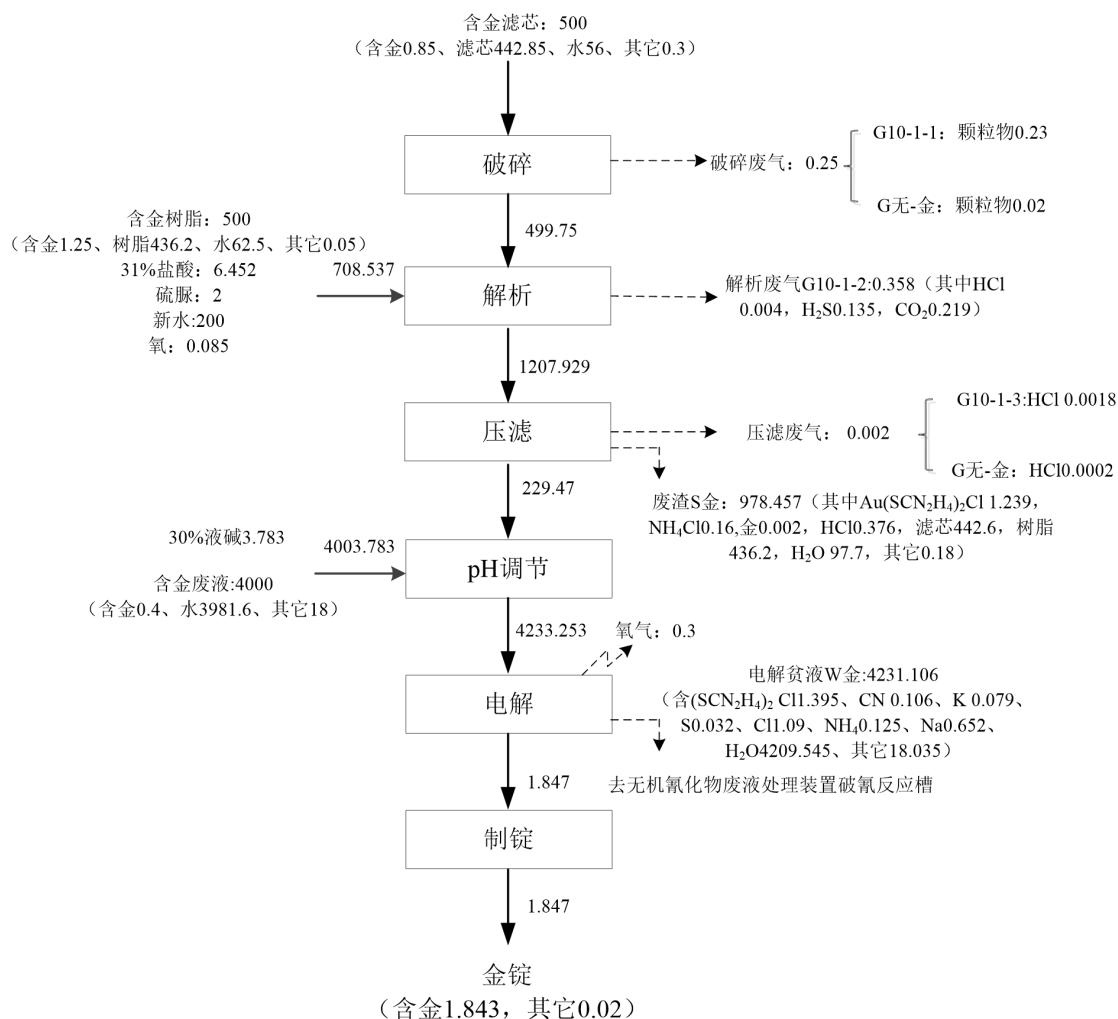 含金滤芯：500
（含金0.85、滤芯442.85、水56、其它0.3）
破碎
破碎废气：0.25
G10-1-1：颗粒物0.23
G无-金：颗粒物0.02
499.75
含金树脂：500
（含金1.25、树脂436.2、水62.5、其它0.05）
31%盐酸：6.452
硫脲：2
新水:200
氧：0.085
708.537
解析
解析废气G10-1-2:0.358（其中HCl
0.004，H₂S0.135，CO₂0.219）
1207.929
压滤
压滤废气：0.002
G10-1-3:HCl 0.0018
G无-金：HCl0.0002
废渣S金：978.457（其中Au(SCN₂H₄)₂Cl 1.239，
NH₄Cl0.16,金0.002，HCl0.376，滤芯442.6，树脂
436.2，H₂O 97.7，其它0.18）
229.47
30%液碱3.783
含金废液:4000
（含金0.4、水3981.6、其它18）
4003.783
pH调节
4233.253
氧气：0.3
电解
电解贫液W金:4231.106
（含(SCN₂H₄)₂ Cl1.395、CN 0.106、K 0.079、
S0.032、Cl1.09、NH₄0.125、Na0.652、
H₂O4209.545、其它18.035）
去无机氰化物废液处理装置破氰反应槽
1.847
制锭
1.847
金锭
（含金1.843，其它0.02）